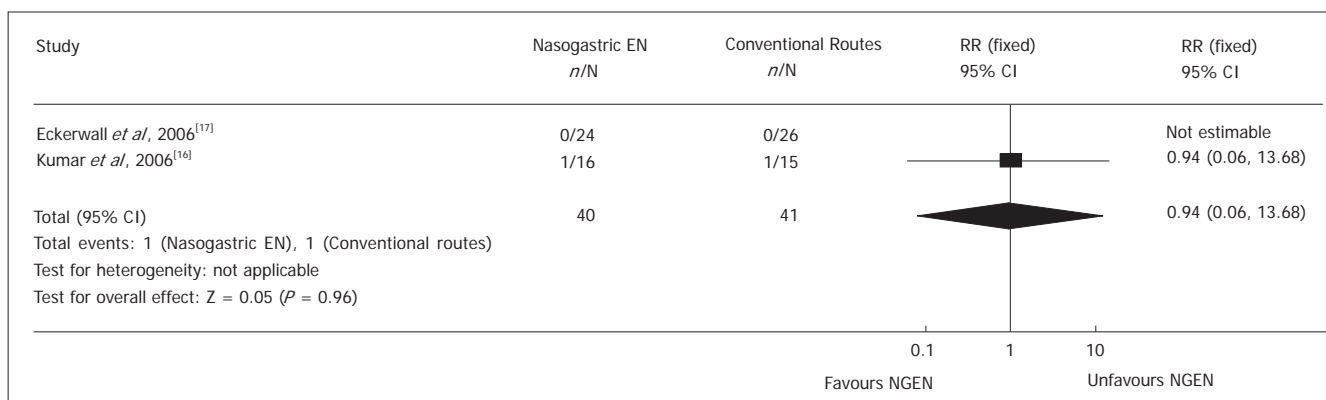 Study Nasogastric EN Conventional Routes RR (fixed) RR (fixed)
n/N n/N 95% CI 95% CI
Eckerwall et al, 2006[17] 0/24 0/26 Not estimable
Kumar et al, 2006[16] 1/16 1/15 0.94 (0.06, 13.68)
Total (95% CI) 40 41 0.94 (0.06, 13.68)
Total events: 1 (Nasogastric EN), 1 (Conventional routes)
Test for heterogeneity: not applicable
Test for overall effect: Z = 0.05 (P = 0.96)
0.1 1 10
Favours NGEN Unfavours NGEN